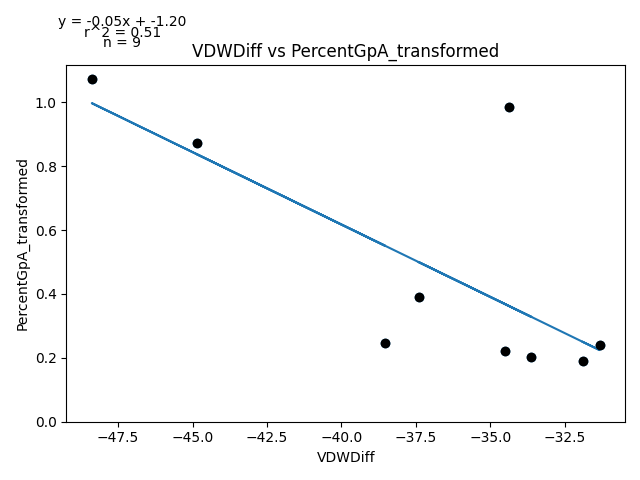 y = -0.05x + -1.20
r^2 = 0.51
n = 9
VDWDiff vs PercentGpA_transformed
1.0
0.8
0.6
0.4
0.2
0.0
PercentGpA_transformed
−47.5 −45.0 −42.5 −40.0 −37.5 −35.0 −32.5
VDWDiff